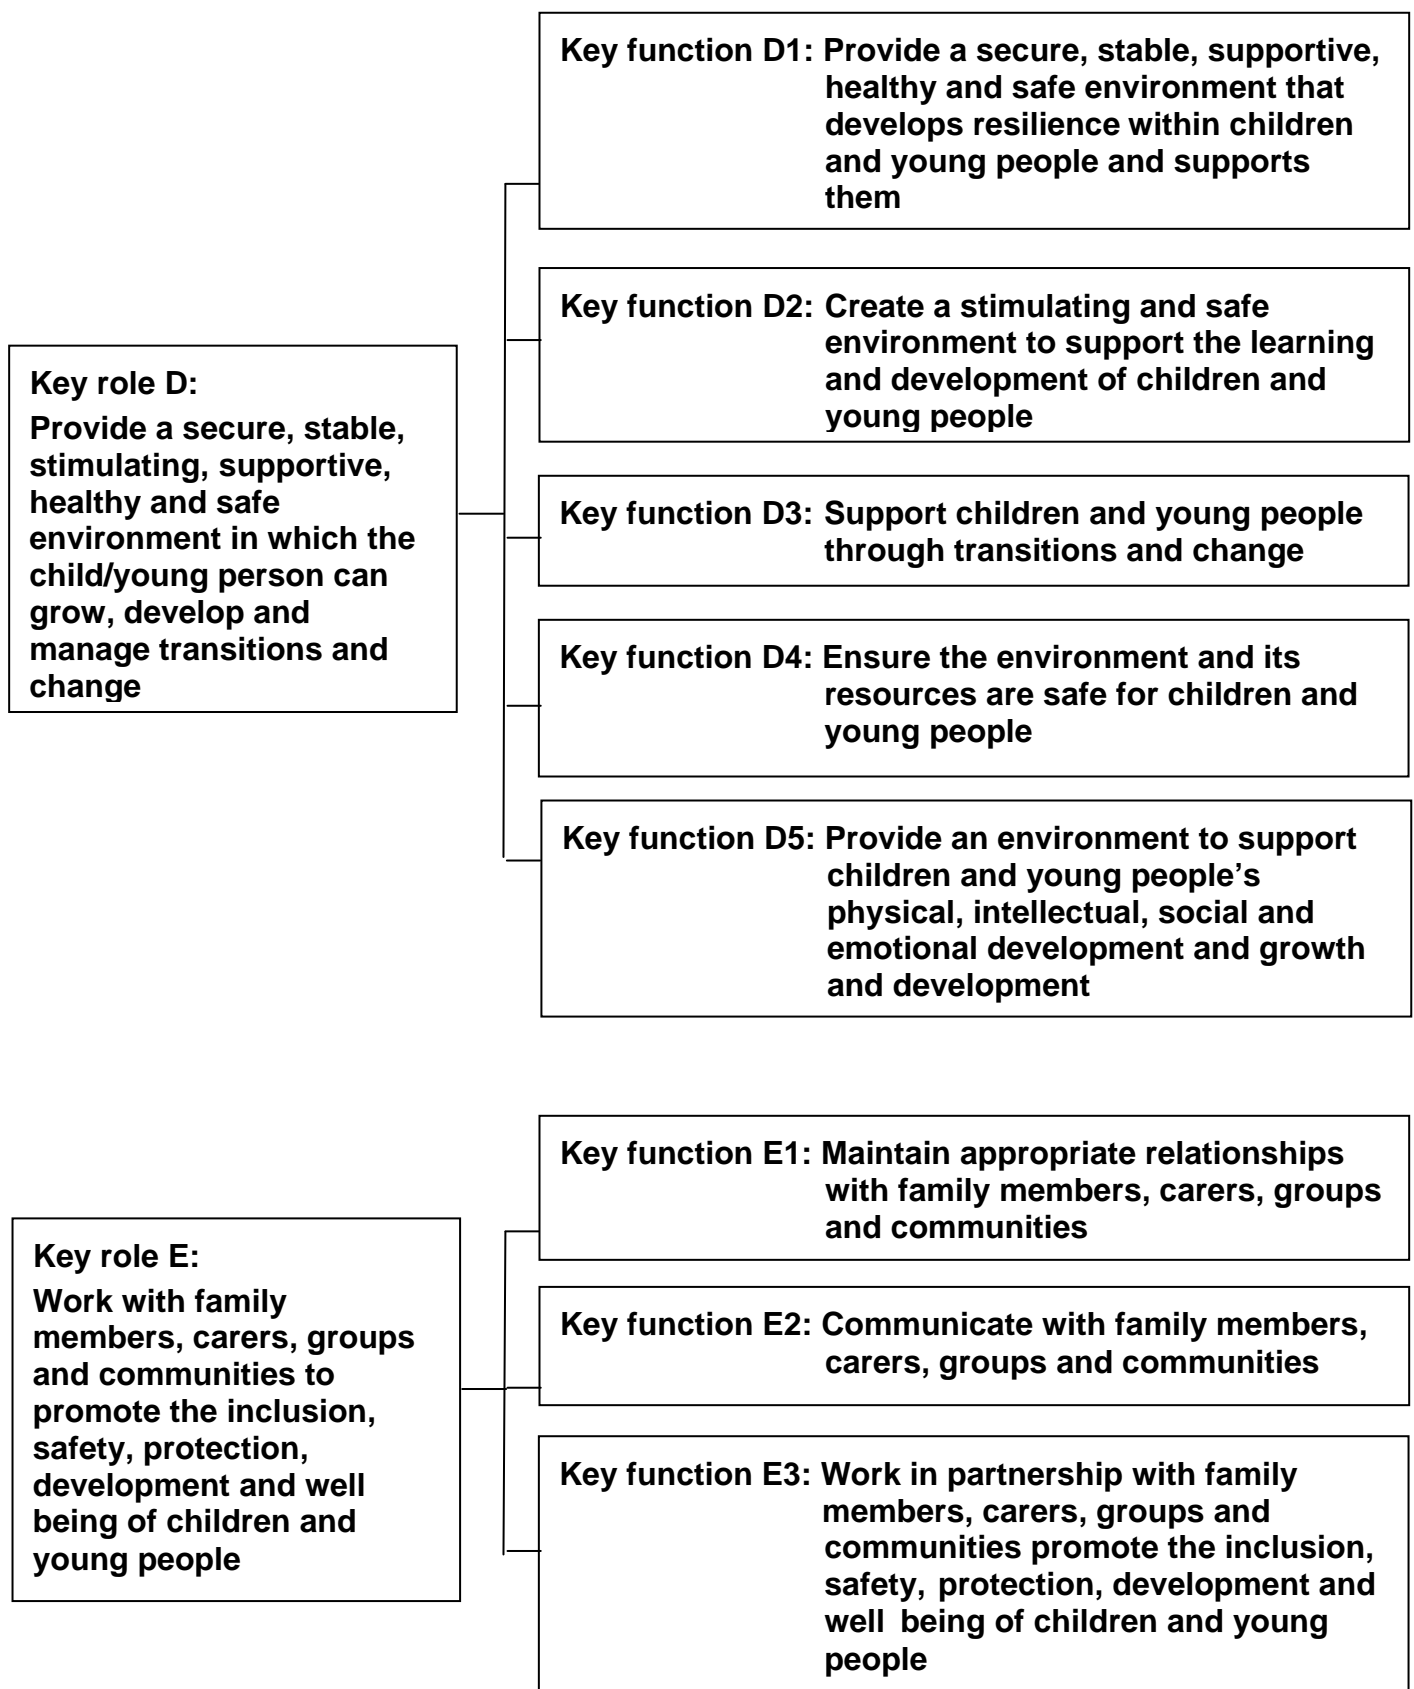 Key function D1: Provide a secure, stable, supportive,
healthy and safe environment that
develops resilience within children
and young people and supports
them
Key function D2: Create a stimulating and safe
environment to support the learning
and development of children and
young people
Key role D:
Provide a secure, stable,
stimulating, supportive,
healthy and safe
environment in which the
child/young person can
grow, develop and
manage transitions and
change
Key function D3: Support children and young people
through transitions and change
Key function D4: Ensure the environment and its
resources are safe for children and
young people
Key function D5: Provide an environment to support
children and young people’s
physical, intellectual, social and
emotional development and growth
and development
Key function E1: Maintain appropriate relationships
with family members, carers, groups
and communities
Key role E:
Work with family
members, carers, groups
and communities to
promote the inclusion,
safety, protection,
development and well
being of children and
young people
Key function E2: Communicate with family members,
carers, groups and communities
Key function E3: Work in partnership with family
members, carers, groups and
communities promote the inclusion,
safety, protection, development and
well being of children and young
people